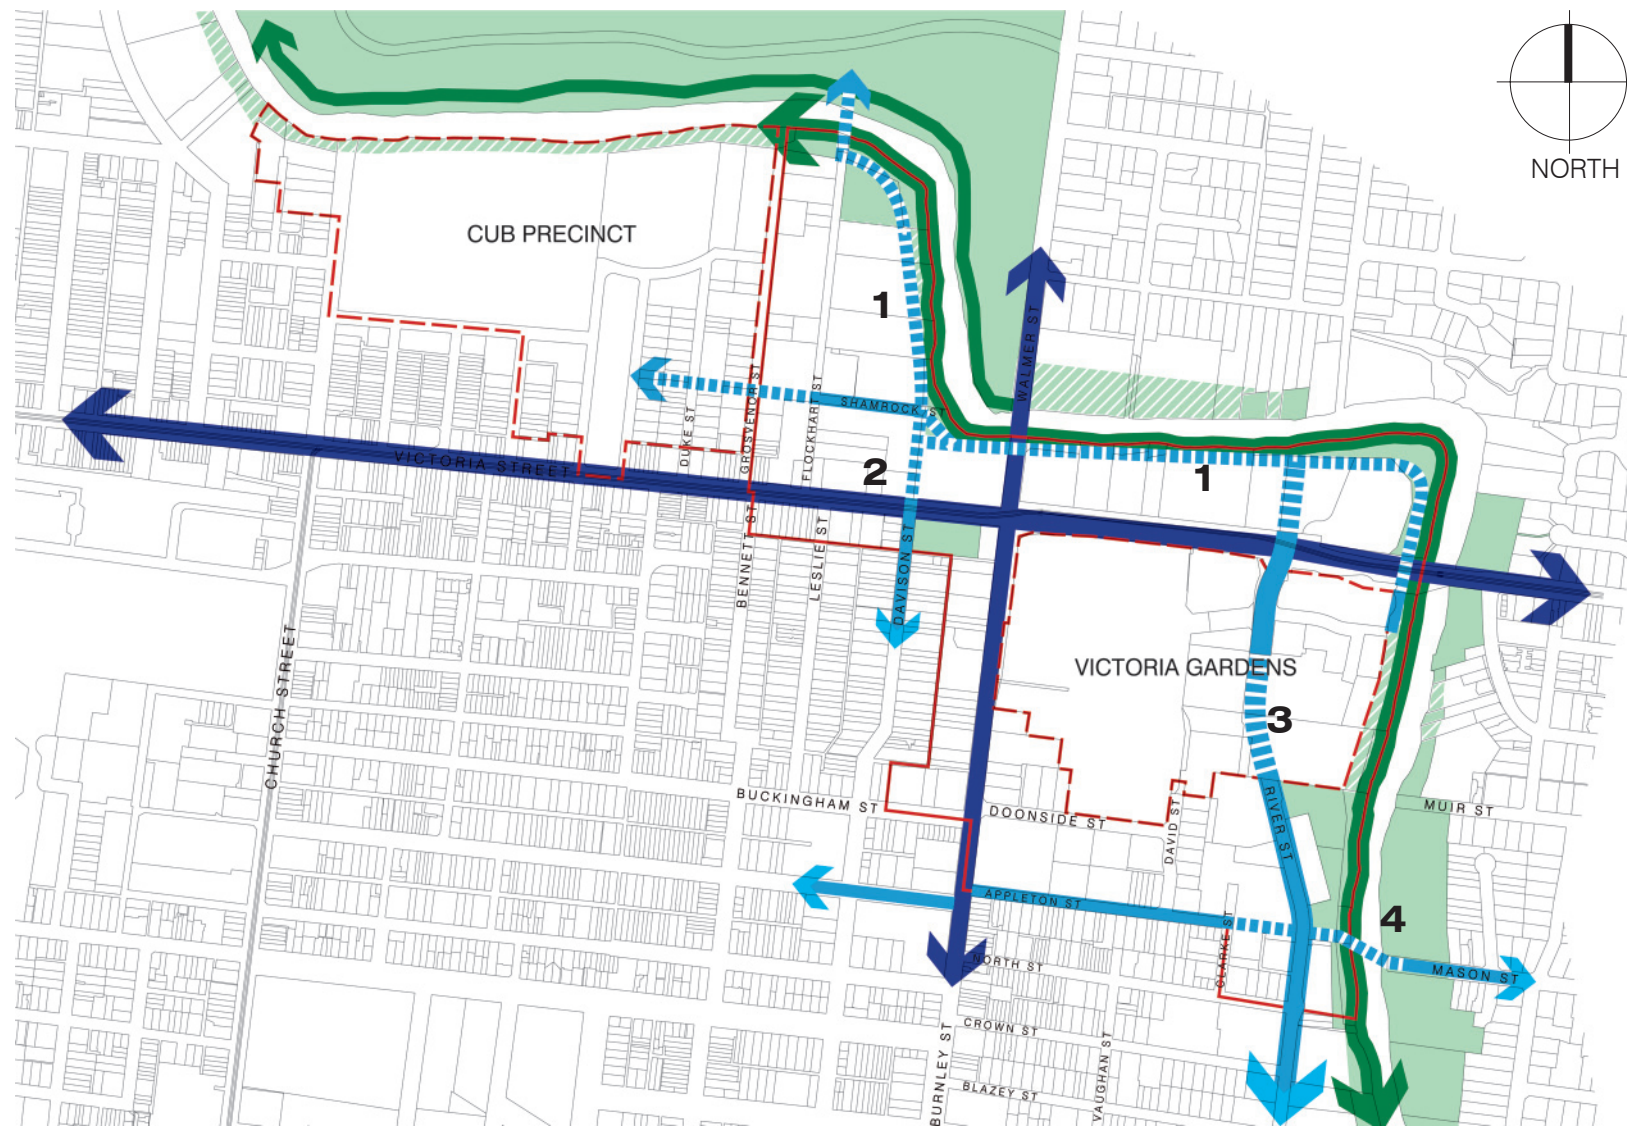 NORTH
CUB PRECINCT
1
WALMER ST
SHAMROCK ST
GROSVENOR ST
FLOCKHART ST
DUKE ST
VICTORIA STREET
2
1
BENNETT ST
LESLIE ST
DAVISON ST
CHURCH STREET
VICTORIA GARDENS
3
BUCKINGHAM ST
DOONSIDE ST
DAVID ST
RIVER ST
MUIR ST
APPLETON ST
CLARKE ST
4
MASON ST
NORTH ST
CROWN ST
BURNLEY ST
VAUGHAN ST
BLAZEY ST